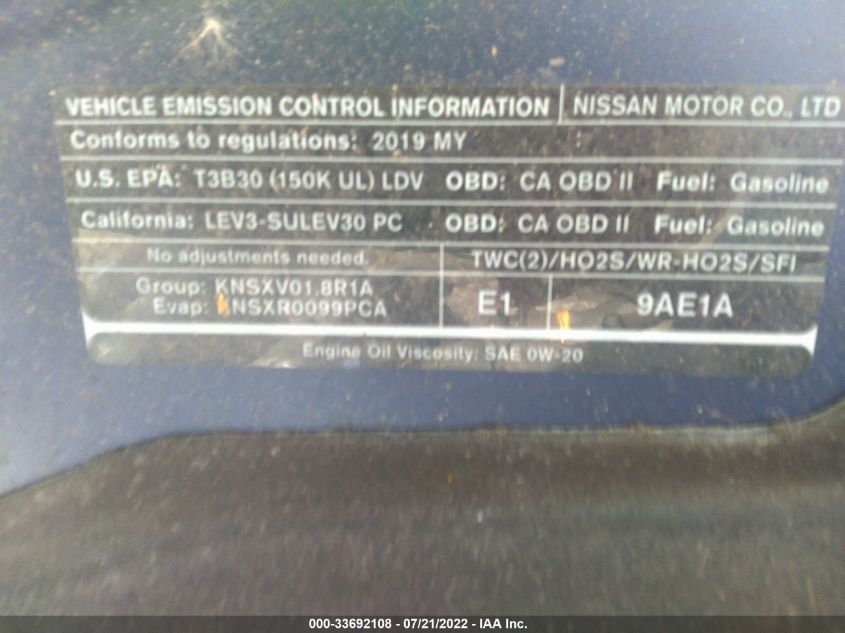 VEHICLE EMISSION CONTROL INFORMATION NISSAN MOTOR CO., LTD
Conforms to regulations: 2019 MY
U.S. EPA: T3B30 (150K UL) LDV OBD: CA OBD II Fuel: Gasoline
California: LEV3-SULEV30 PC OBD: CA OBD II Fuel: Gasoline
No adjustments needed. TWC(2)/HO2S/WR-HO2S/SFI
Group: KNSXV01.8R1A
Evap: KNSXR0099PCA
E1 9AE1A
Engine Oil Viscosity: SAE 0W-20
000-33692108 - 07/21/2022 - IAA Inc.